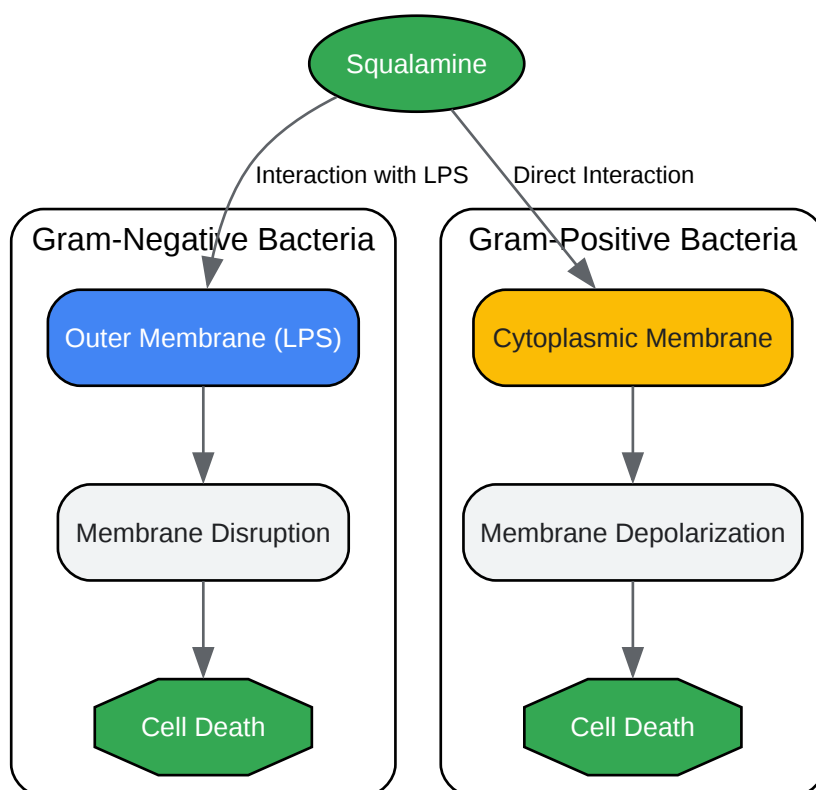 Squalamine
Interaction with LPS
Direct Interaction
Gram-Negative Bacteria
Gram-Positive Bacteria
Outer Membrane (LPS)
Cytoplasmic Membrane
Membrane Disruption
Membrane Depolarization
Cell Death
Cell Death